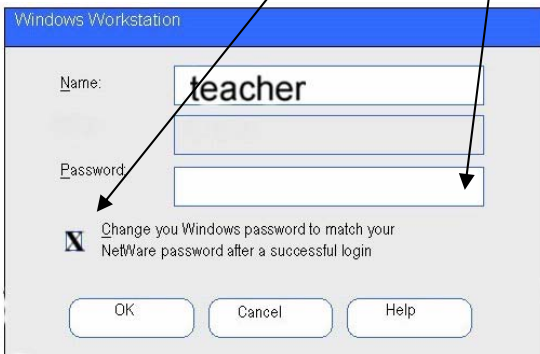 Windows Workstation
Name:
teacher
Password:
X
Change you Windows password to match your
NetWare password after a successful login
OK
Cancel
Help